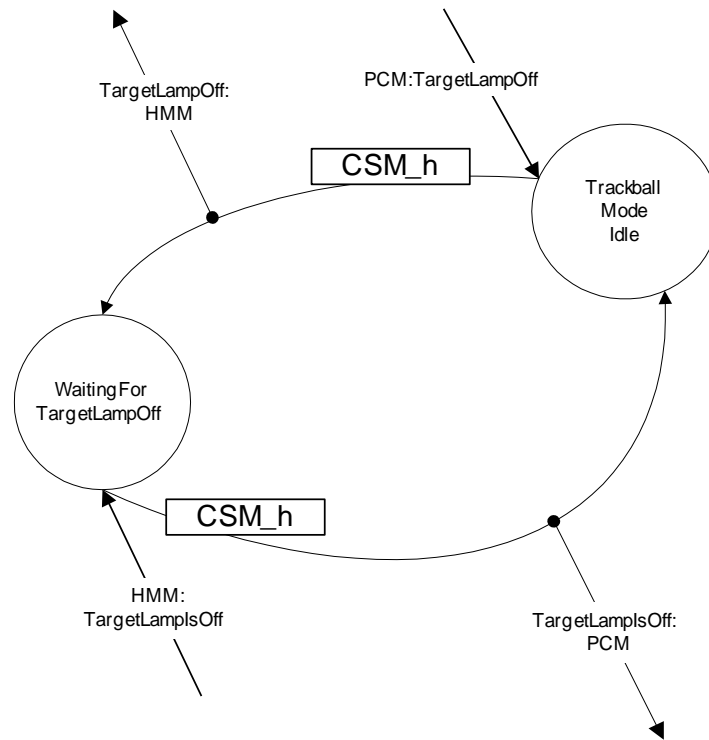 TargetLampOff:
HMM
PCM:TargetLampOff
CSM_h
Trackball
Mode
Idle
WaitingFor
TargetLampOff
CSM_h
HMM:
TargetLampIsOff
TargetLampIsOff:
PCM